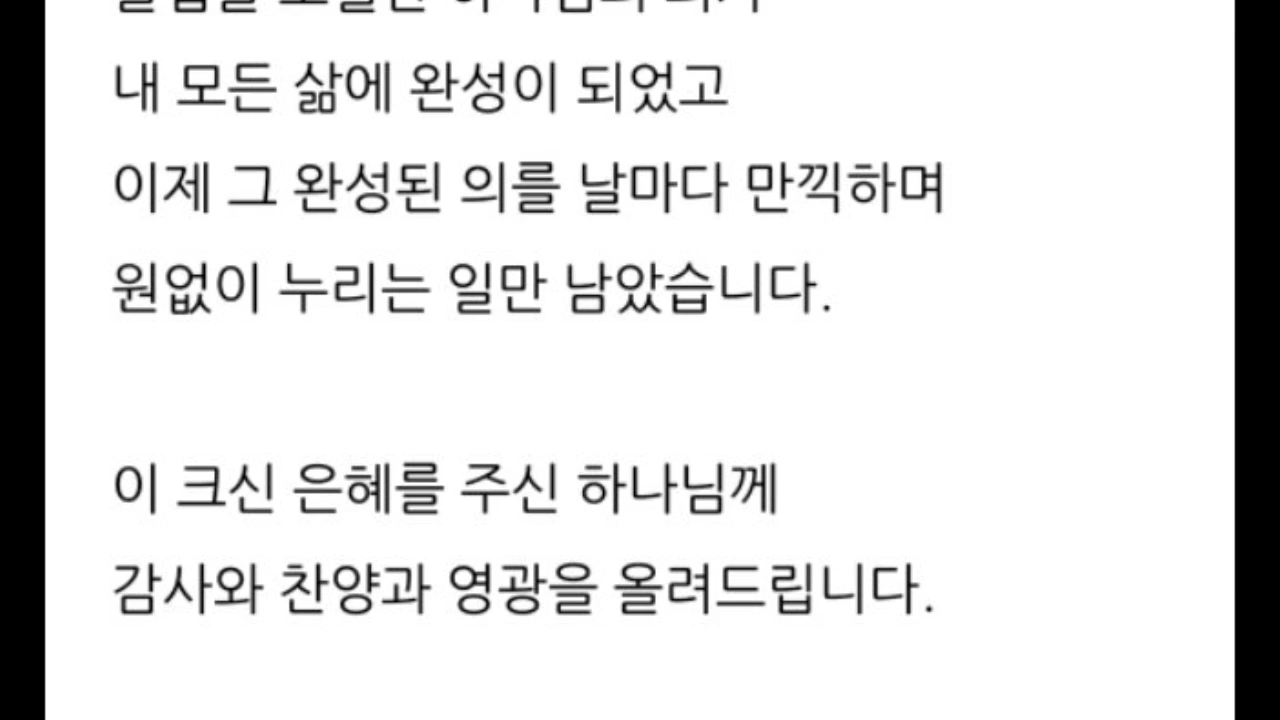 내 모든 삶에 완성이 되었고
이제 그 완성된 의를 날마다 만끽하며
원없이 누리는 일만 남았습니다.
이 크신 은혜를 주신 하나님께
감사와 찬양과 영광을 올려드립니다.